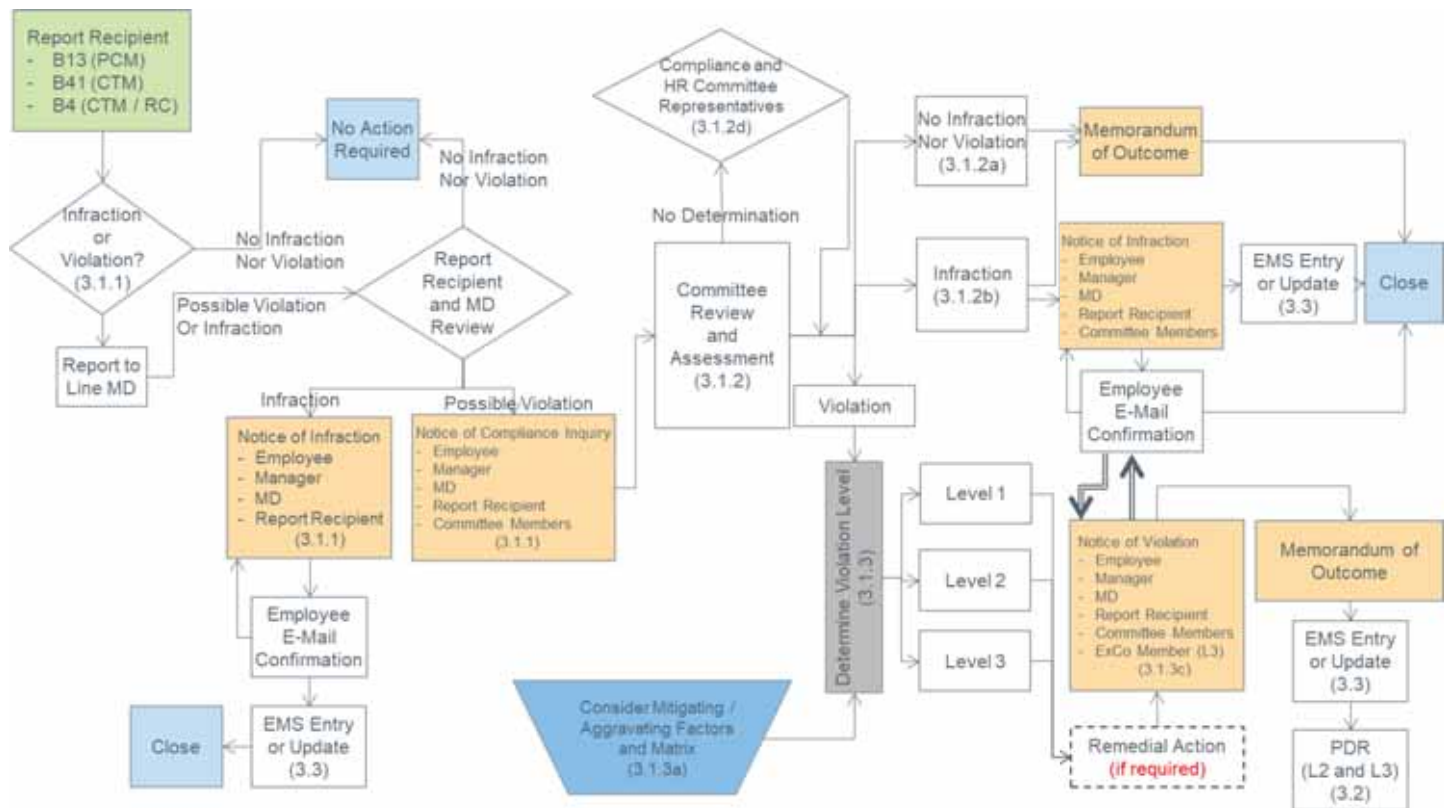 Report Recipient
- B13 (PCM)
- B41 (CTM)
- B4 (CTM / RC)
No Action
Required
Compliance and
HR Committee
Representatives
(3.1.2d)
No Infraction
Nor Violation
(3.1.2a)
Memorandum
of Outcome
Infraction
or
Violation?
(3.1.1)
No Infraction
Nor Violation
No Infraction
Nor Violation
Report
Recipient
and MD
Review
No Determination
Committee
Review
and
Assessment
(3.1.2)
Infraction
(3.1.2b)
Notice of Infraction
- Employee
- Manager
- MD
- Report Recipient
- Committee Members
EMS Entry
or Update
(3.3)
Close
Possible Violation
Or Infraction
Report to
Line MD
Infraction
Possible Violation
Violation
Employee
E-Mail
Confirmation
Notice of Infraction
- Employee
- Manager
- MD
- Report Recipient
(3.1.1)
Notice of Compliance Inquiry
- Employee
- Manager
- MD
- Report Recipient
- Committee Members
(3.1.1)
Determine Violation Level
(3.1.3)
Level 1
Level 2
Level 3
Notice of Violation
- Employee
- Manager
- MD
- Report Recipient
- Committee Members
- ExCo Member (L3)
(3.1.3c)
Memorandum of
Outcome
Employee
E-Mail
Confirmation
EMS Entry
or Update
(3.3)
Close
EMS Entry
or Update
(3.3)
Consider Mitigating /
Aggravating Factors
and Matrix
(3.1.3a)
Remedial Action
(if required)
PDR
(L2 and L3)
(3.2)